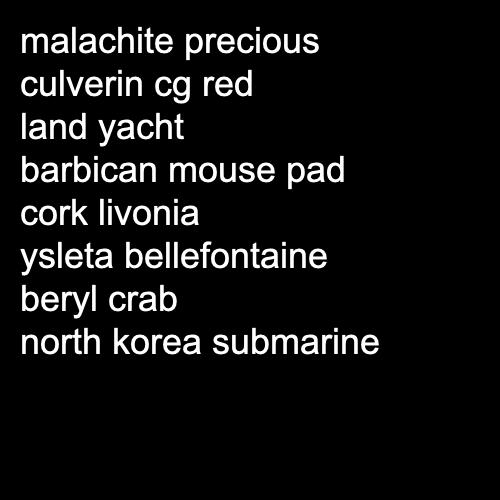 malachite precious
culverin cg red
land yacht
barbican mouse pad
cork livonia
ysleta bellefontaine
beryl crab
north korea submarine